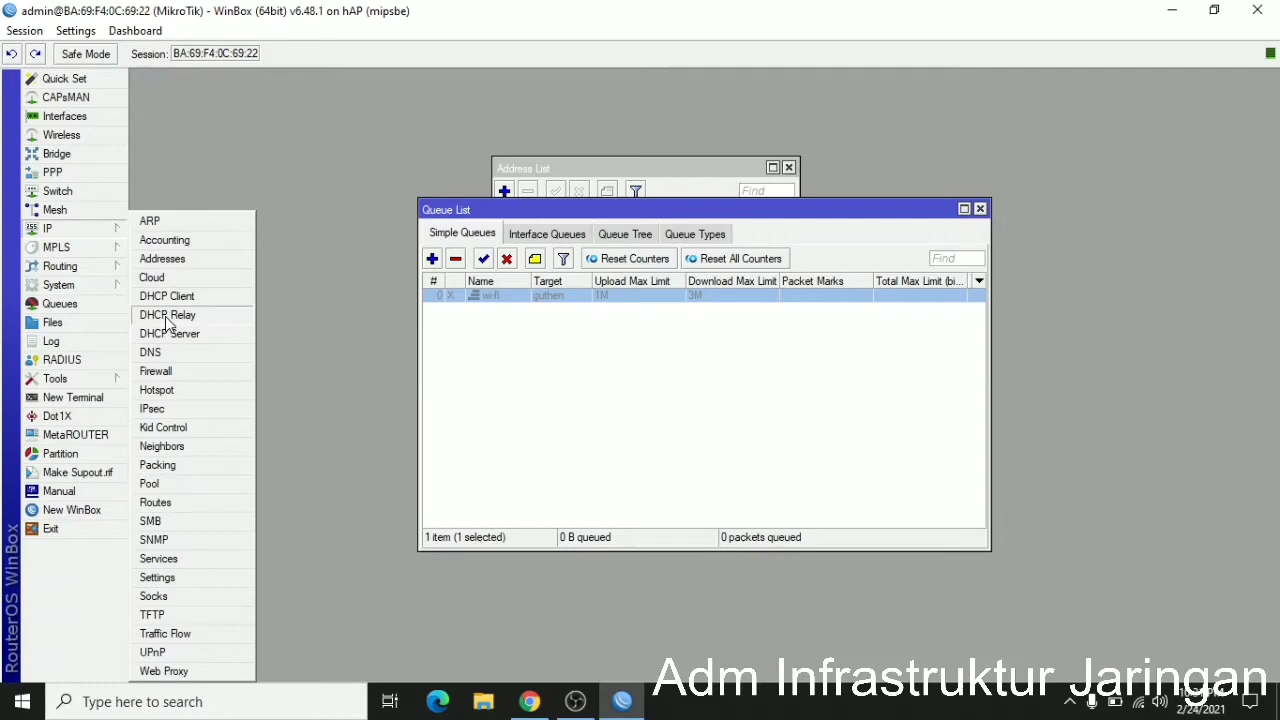 admin@BA:69:F4:0C:69:22 (MikroTik) - WinBox (64bit) v6.48.1 on hAP (mipsbe)
Session Settings Dashboard
Safe Mode Session: BA:69:F4:0C:69:22
Quick Set
CAPsMAN
Interfaces
Wireless
Bridge
PPP
Switch
Mesh
IP
MPLS
Routing
System
Queues
Files
Log
RADIUS
Tools
New Terminal
Dot1X
MetaROUTER
Partition
Make Supout.rif
Manual
New WinBox
Exit
RouterOS WinBox
ARP
Accounting
Addresses
Cloud
DHCP Client
DHCP Relay
DHCP Server
DNS
Firewall
Hotspot
IPsec
Kid Control
Neighbors
Packing
Pool
Routes
SMB
SNMP
Services
Settings
Socks
TFTP
Traffic Flow
UPnP
Web Proxy
Address List
Find
Queue List
Simple Queues Interface Queues Queue Tree Queue Types
Reset Counters Reset All Counters Find
# Name Target Upload Max Limit Download Max Limit Packet Marks Total Max Limit (bi...
0 X wi-fi guthen 1M 3M
1 item (1 selected) 0 B queued 0 packets queued
Adm Infrastruktur Jaringan
Type here to search
2/24/2021